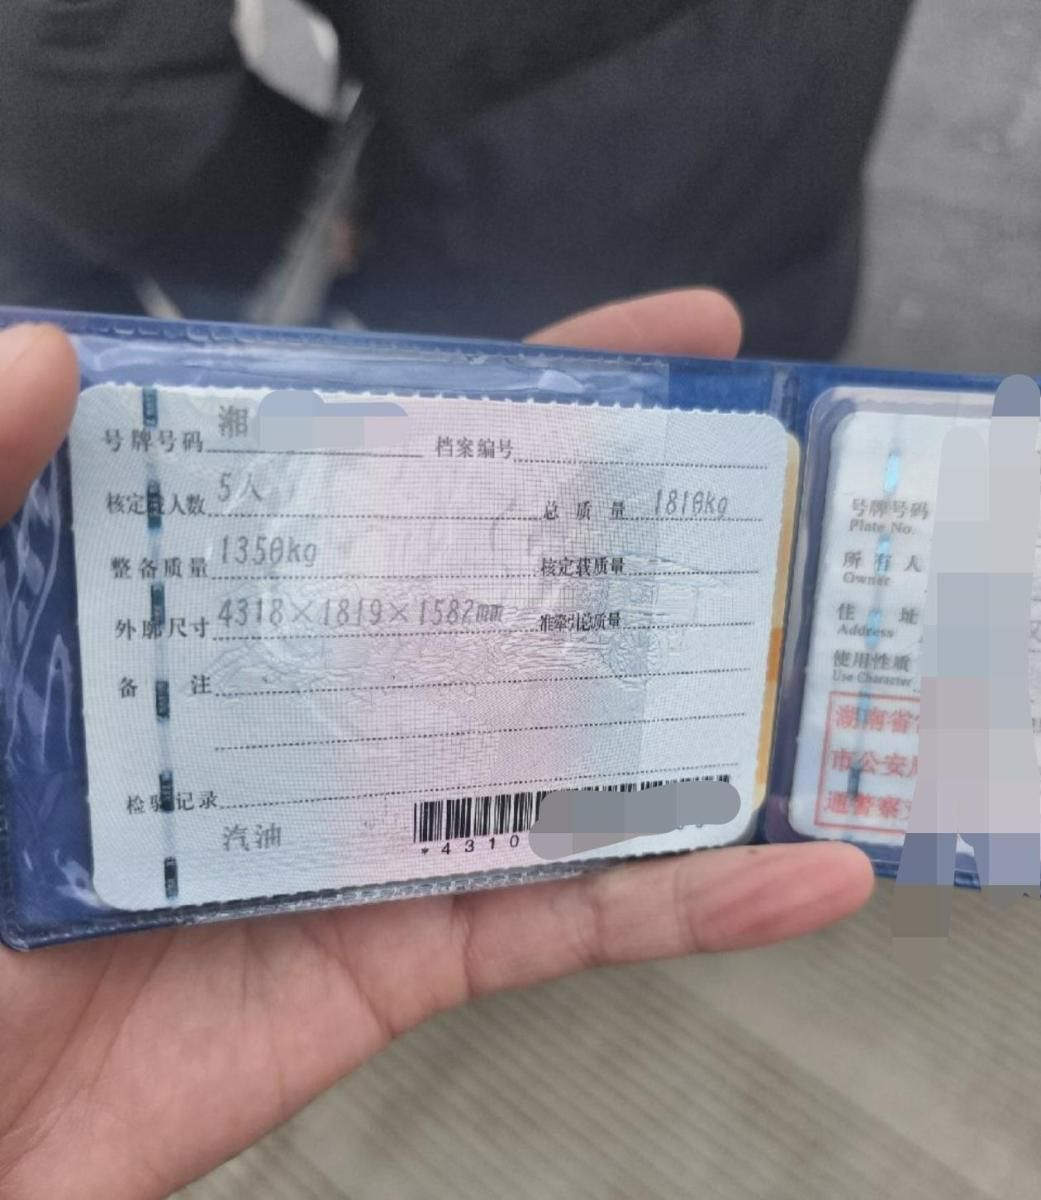 号牌号码 湘 档案编号
核定载人数 5人 总质量 1810kg
整备质量 1350kg 核定载质量
外廓尺寸 4318×1819×1582mm 准牵引总质量
备注
检验记录
汽油
*4310
号牌号码
Plate No.
所有人
Owner
住址
Address
使用性质
Use Character
湖南省
市公安局
通警察支